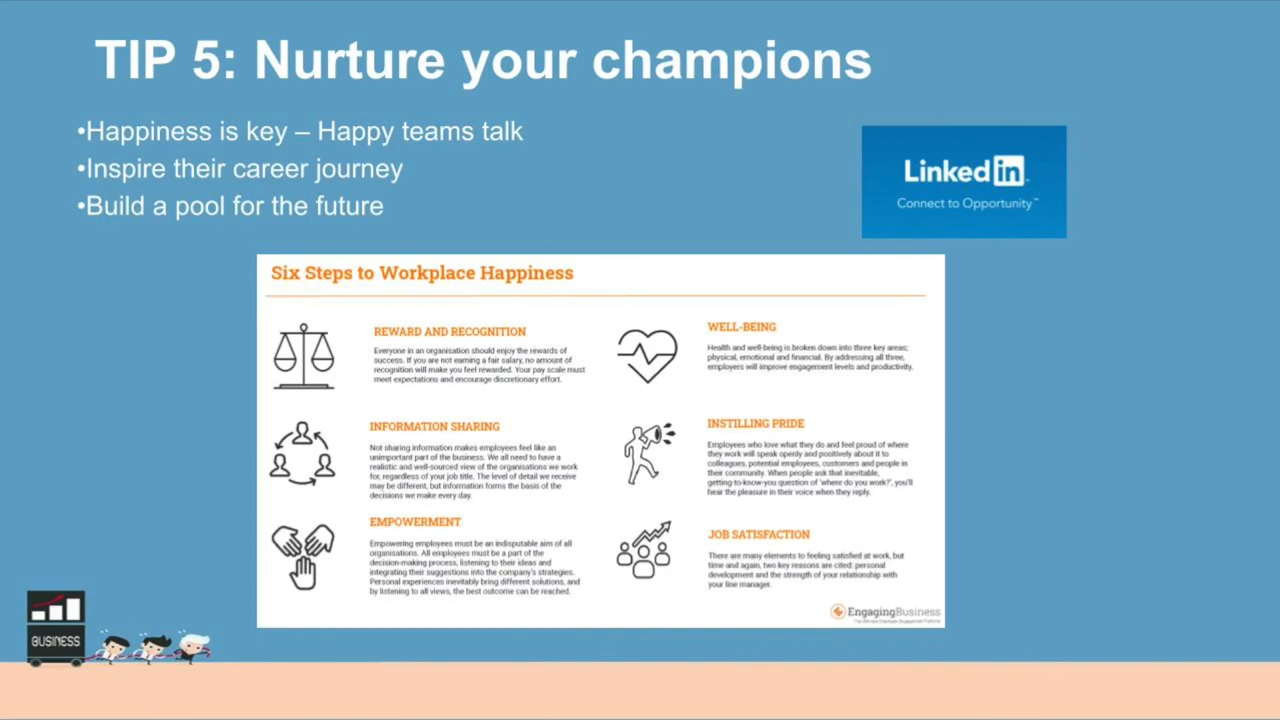 TIP 5: Nurture your champions
•Happiness is key – Happy teams talk
•Inspire their career journey
•Build a pool for the future
Linked in
Connect to Opportunity™
Six Steps to Workplace Happiness
REWARD AND RECOGNITION
Everyone in an organisation should enjoy the rewards of
success. If you are not earning a fair salary, no amount of
recognition will make you feel rewarded. Your pay scale must
meet expectations and encourage discretionary effort.
WELL-BEING
Health and well-being is broken down into three key areas;
physical, emotional and financial. By addressing all three,
employers will improve engagement levels and productivity.
INFORMATION SHARING
Not sharing information makes employees feel like an
unimportant part of the business. We all need to have a
realistic and well-sourced view of the organisations we work
for, regardless of your job title. The level of detail we receive
may be different, but information forms the basis of the
decisions we make every day.
INSTILLING PRIDE
Employees who love what they do and feel proud of where
they work will speak openly and positively about it to
colleagues, potential employees, customers and people in
their community. When people ask that inevitable,
getting-to-know-you question of 'where do you work?', you'll
hear the pleasure in their voice when they reply.
EMPOWERMENT
Empowering employees must be an indisputable aim of all
organisations. All employees must be a part of the
decision-making process, listening to their ideas and
integrating their suggestions into the company's strategies.
Personal experiences inevitably bring different solutions, and
by listening to all views, the best outcome can be reached.
JOB SATISFACTION
There are many elements to feeling satisfied at work, but
time and again, two key reasons are cited: personal
development and the strength of your relationship with
your line manager.
EngagingBusiness
The Ultimate Employee Engagement Platform
BUSINESS